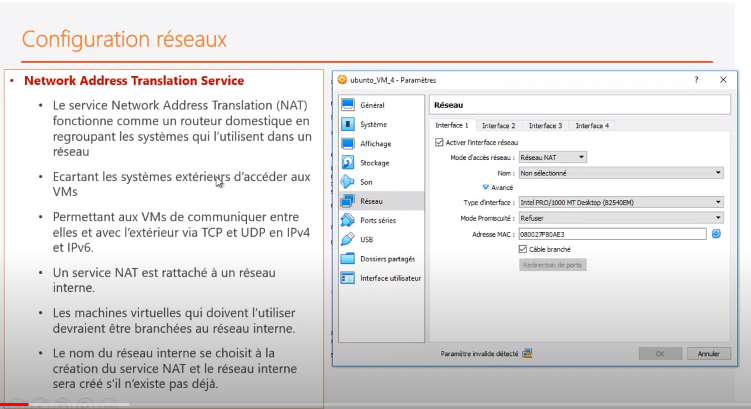 Configuration réseaux
• Network Address Translation Service
• Le service Network Address Translation (NAT)
fonctionne comme un routeur domestique en
regroupant les systèmes qui l'utilisent dans un
réseau
• Ecartant les systèmes extérieurs d'accéder aux
VMs
• Permettant aux VMs de communiquer entre
elles et avec l'extérieur via TCP et UDP en IPv4
et IPv6.
• Un service NAT est rattaché à un réseau
interne.
• Les machines virtuelles qui doivent l'utiliser
devraient être branchées au réseau interne.
• Le nom du réseau interne se choisit à la
création du service NAT et le réseau interne
sera créé s'il n'existe pas déjà.
ubunto_VM_4 - Paramètres
? ×
Général
Système
Affichage
Stockage
Son
Réseau
Ports séries
USB
Dossiers partagés
Interface utilisateur
Réseau
Interface 1 Interface 2 Interface 3 Interface 4
Activer l'interface réseau
Mode d'accès réseau : Réseau NAT
Nom : Non sélectionné
Avancé
Type d'interface : Intel PRO/1000 MT Desktop (82540EM)
Mode Promiscuité : Refuser
Adresse MAC : 080027F80AE3
Câble branché
Redirection de ports
Paramètre invalide détecté
OK Annuler